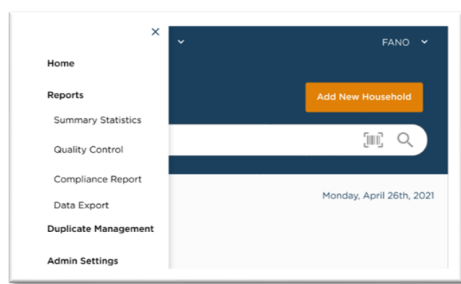 ×
FANO
Home
Reports
Add New Household
Summary Statistics
Quality Control
Compliance Report
Monday, April 26th, 2021
Data Export
Duplicate Management
Admin Settings